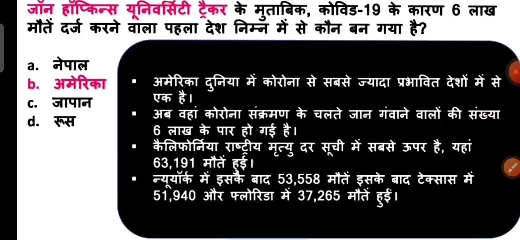 जॉन हॉप्किन्स यूनिवर्सिटी ट्रैकर के मुताबिक, कोविड-19 के कारण 6 लाख
मौतें दर्ज करने वाला पहला देश निम्न में से कौन बन गया है?
a. नेपाल
b. अमेरिका
c. जापान
d. रूस
▪ अमेरिका दुनिया में कोरोना से सबसे ज्यादा प्रभावित देशों में से
एक है।
▪ अब वहां कोरोना संक्रमण के चलते जान गंवाने वालों की संख्या
6 लाख के पार हो गई है।
▪ कैलिफोर्निया राष्ट्रीय मृत्यु दर सूची में सबसे ऊपर है, यहां
63,191 मौतें हुईं।
▪ न्यूयॉर्क में इसके बाद 53,558 मौतें इसके बाद टेक्सास में
51,940 और फ्लोरिडा में 37,265 मौतें हुईं।